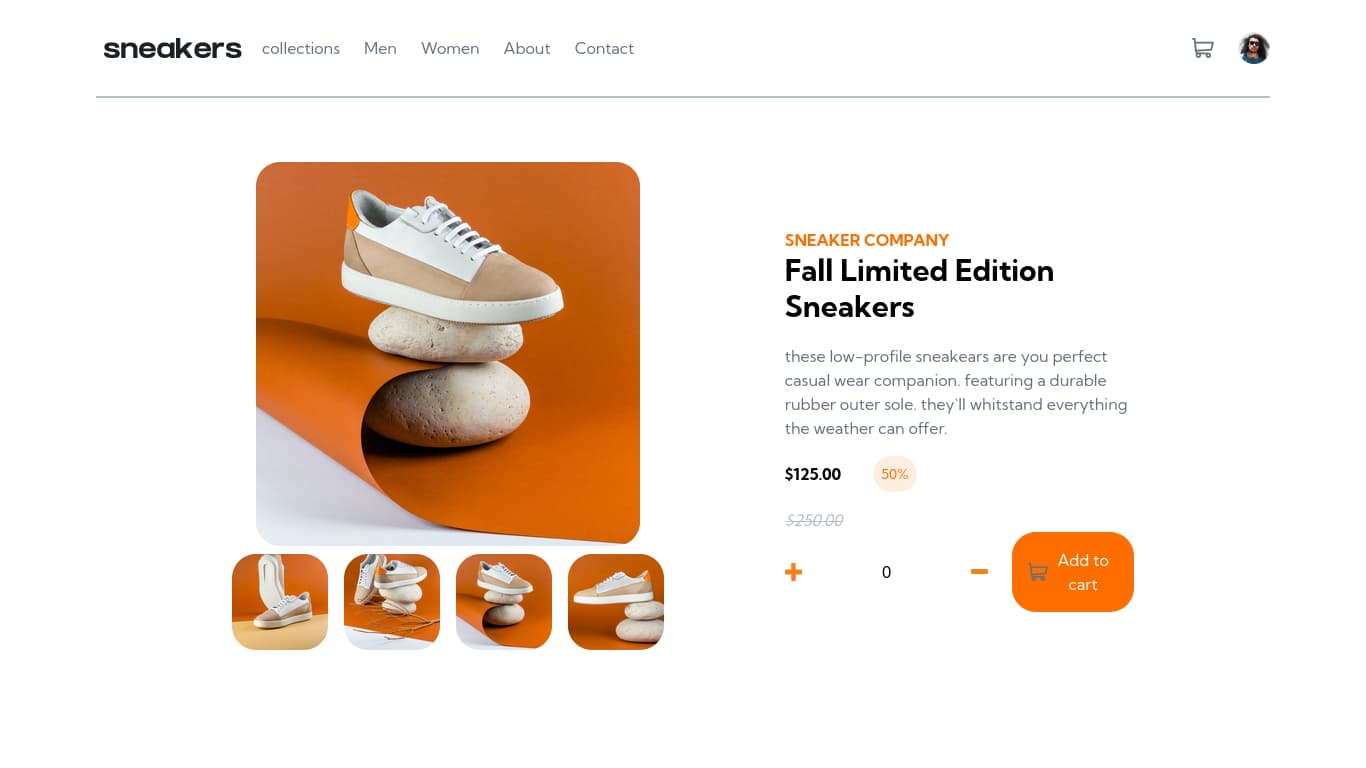 sneakers collections Men Women About Contact
SNEAKER COMPANY
Fall Limited Edition
Sneakers
these low-profile sneakears are you perfect
casual wear companion. featuring a durable
rubber outer sole. they`ll whitstand everything
the weather can offer.
$125.00 50%
$250.00
0
Add to
cart